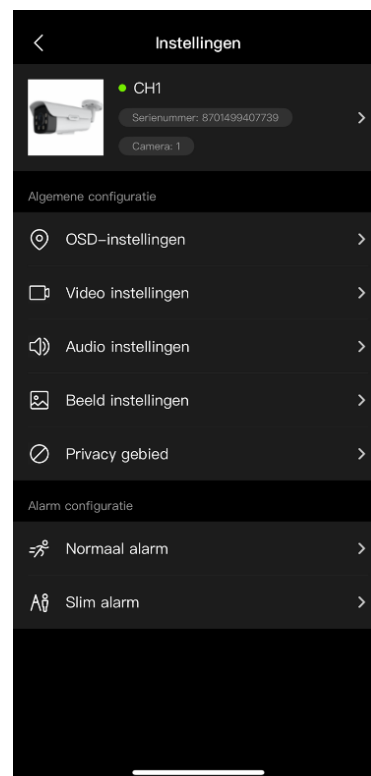 Instellingen
CH1
Serienummer: 8701499407739
Camera: 1
Algemene configuratie
OSD-instellingen
Video instellingen
Audio instellingen
Beeld instellingen
Privacy gebied
Alarm configuratie
Normaal alarm
Slim alarm